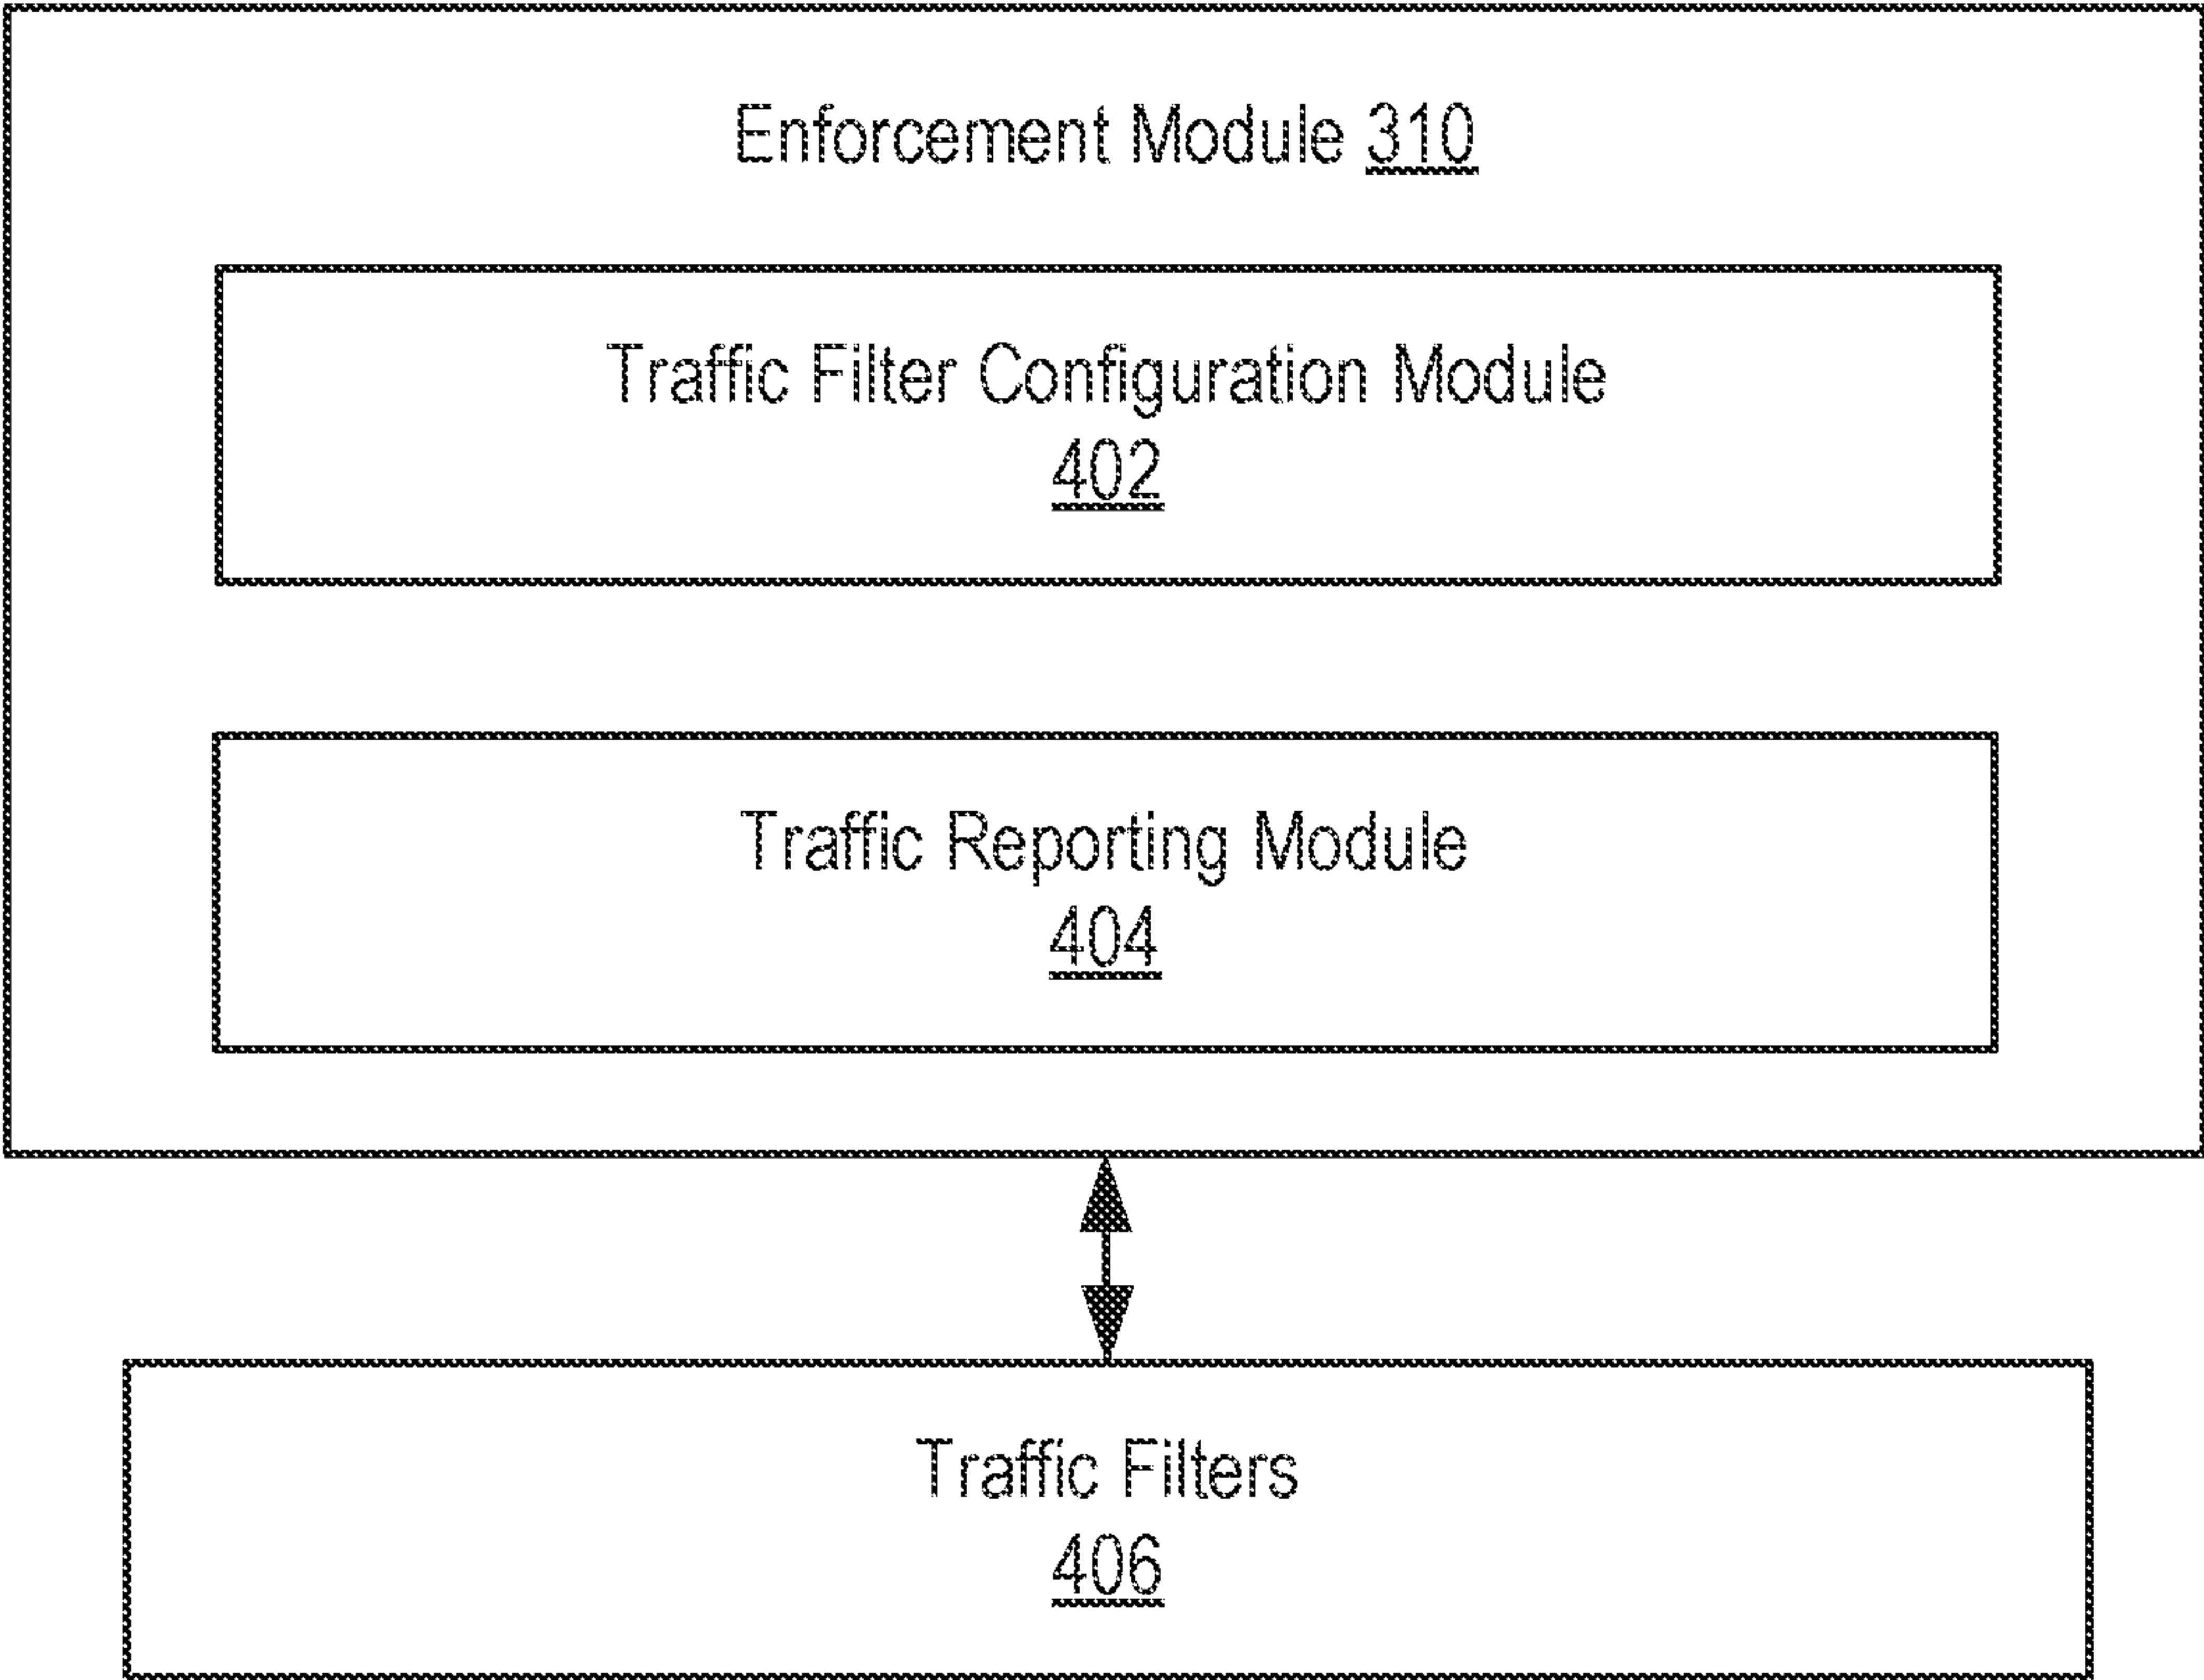 Enforcement Module 310
Traffic Filter Configuration Module
402
Traffic Reporting Module
404
Traffic Filters
406